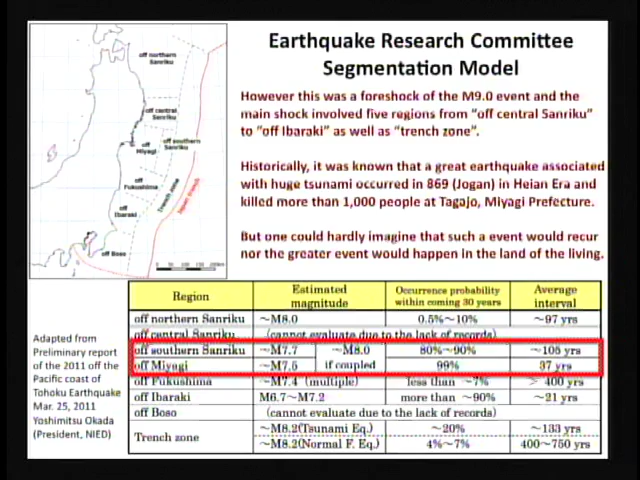 Earthquake Research Committee
Segmentation Model
However this was a foreshock of the M9.0 event and the
main shock involved five regions from "off central Sanriku"
to "off Ibaraki" as well as "trench zone".
Historically, it was known that a great earthquake associated
with huge tsunami occurred in 869 (Jogan) in Heian Era and
killed more than 1,000 people at Tagajo, Miyagi Prefecture.
But one could hardly imagine that such a event would recur
nor the greater event would happen in the land of the living.
off northern
Sanriku
off central
Sanriku
off
Miyagi
off southern
Sanriku
off
Fukushima
Trench zone
off
Ibaraki
off Boso
Adapted from
Preliminary report
of the 2011 off the
Pacific coast of
Tohoku Earthquake
Mar. 25, 2011
Yoshimitsu Okada
(President, NIED)
Region Estimated magnitude Occurrence probability within coming 30 years Average interval
off northern Sanriku ~M8.0 0.5%~10% ~97 yrs
off central Sanriku (cannot evaluate due to the lack of records)
off southern Sanriku ~M7.7 ~M8.0 80%~90% ~105 yrs
off Miyagi ~M7.5 if coupled 99% 37 yrs
off Fukushima ~M7.4 (multiple) less than ~7% > 400 yrs
off Ibaraki M6.7~M7.2 more than ~90% ~21 yrs
off Boso (cannot evaluate due to the lack of records)
Trench zone ~M8.2(Tsunami Eq.) ~20% ~133 yrs
~M8.2(Normal F. Eq.) 4%~7% 400~750 yrs